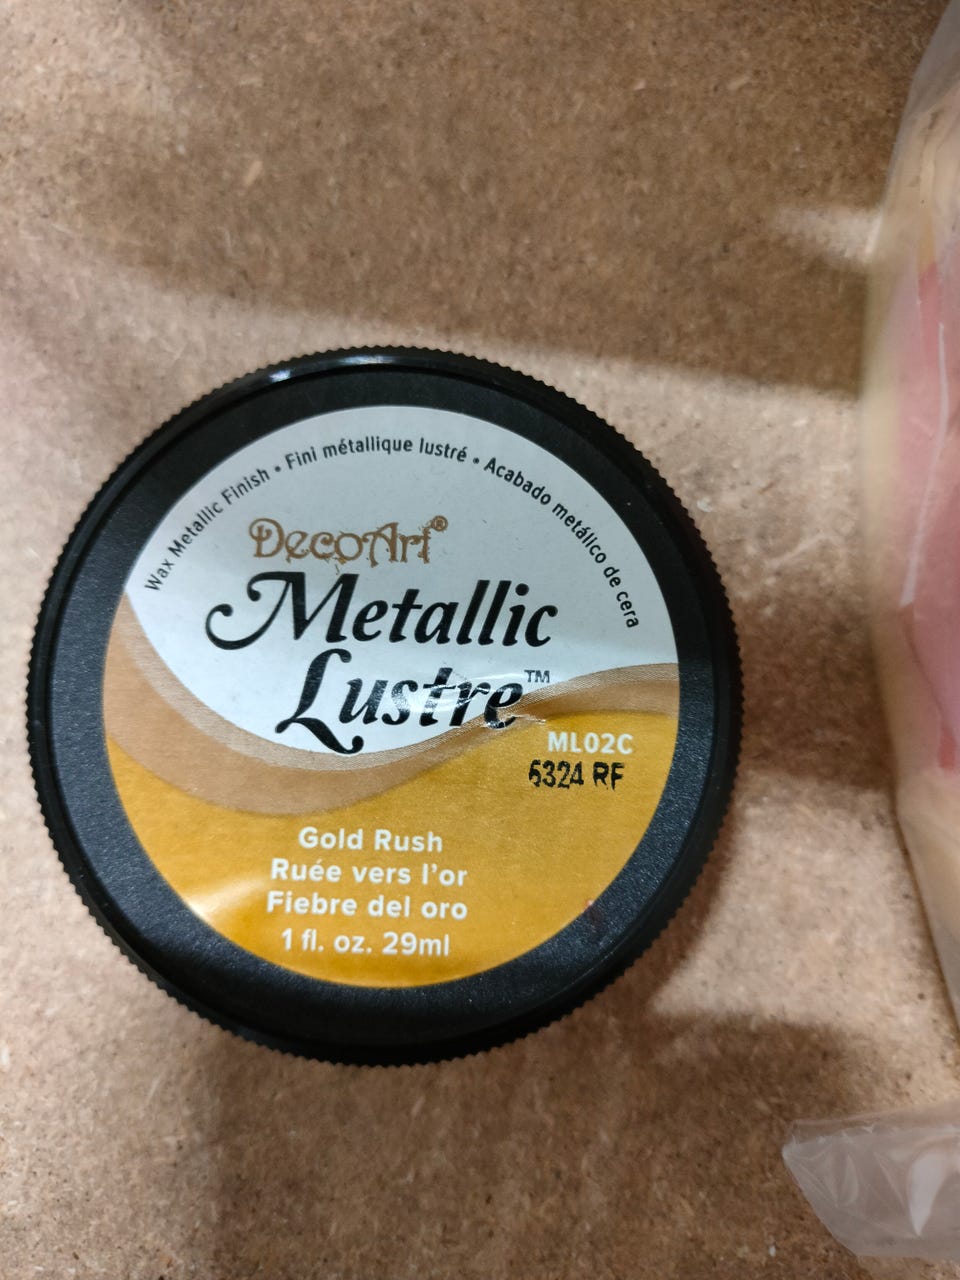 Wax Metallic Finish • Fini métallique lustré • Acabado metálico de cera
DecoArt®
Metallic
Lustre™
ML02C
6324 RF
Gold Rush
Ruée vers l'or
Fiebre del oro
1 fl. oz. 29ml